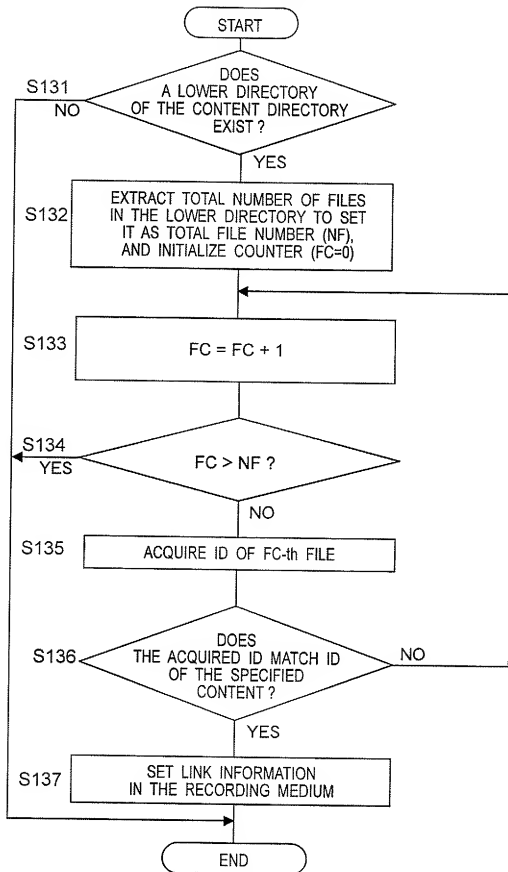 START
S131
DOES
A LOWER DIRECTORY
OF THE CONTENT DIRECTORY
EXIST ?
NO
YES
S132
EXTRACT TOTAL NUMBER OF FILES
IN THE LOWER DIRECTORY TO SET
IT AS TOTAL FILE NUMBER (NF),
AND INITIALIZE COUNTER (FC=0)
S133
FC = FC + 1
S134
YES
FC > NF ?
NO
S135
ACQUIRE ID OF FC-th FILE
S136
DOES
THE ACQUIRED ID MATCH ID
OF THE SPECIFIED
CONTENT ?
NO
YES
S137
SET LINK INFORMATION
IN THE RECORDING MEDIUM
END